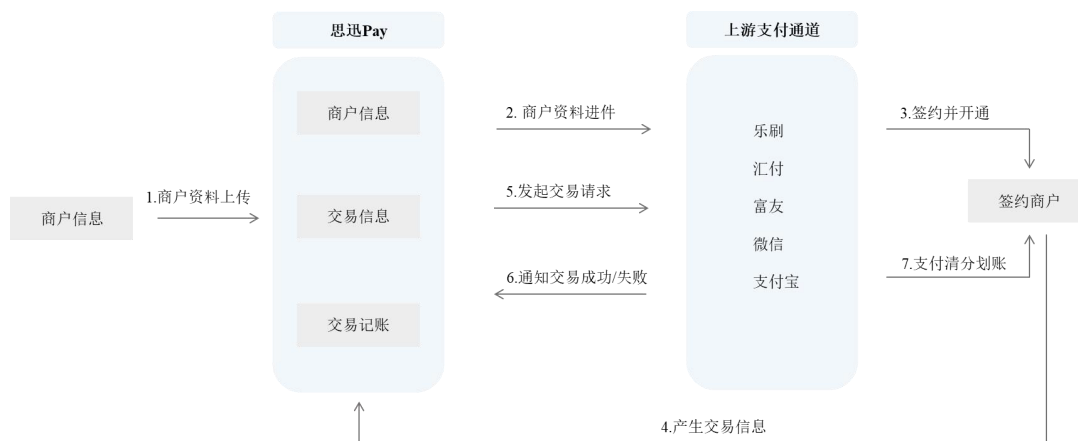 思迅Pay
上游支付通道
商户信息
2. 商户资料进件
3.签约并开通
乐刷
汇付
1.商户资料上传
5.发起交易请求
商户信息
交易信息
富友
签约商户
微信
6.通知交易成功/失败
7.支付清分划账
支付宝
交易记账
4.产生交易信息